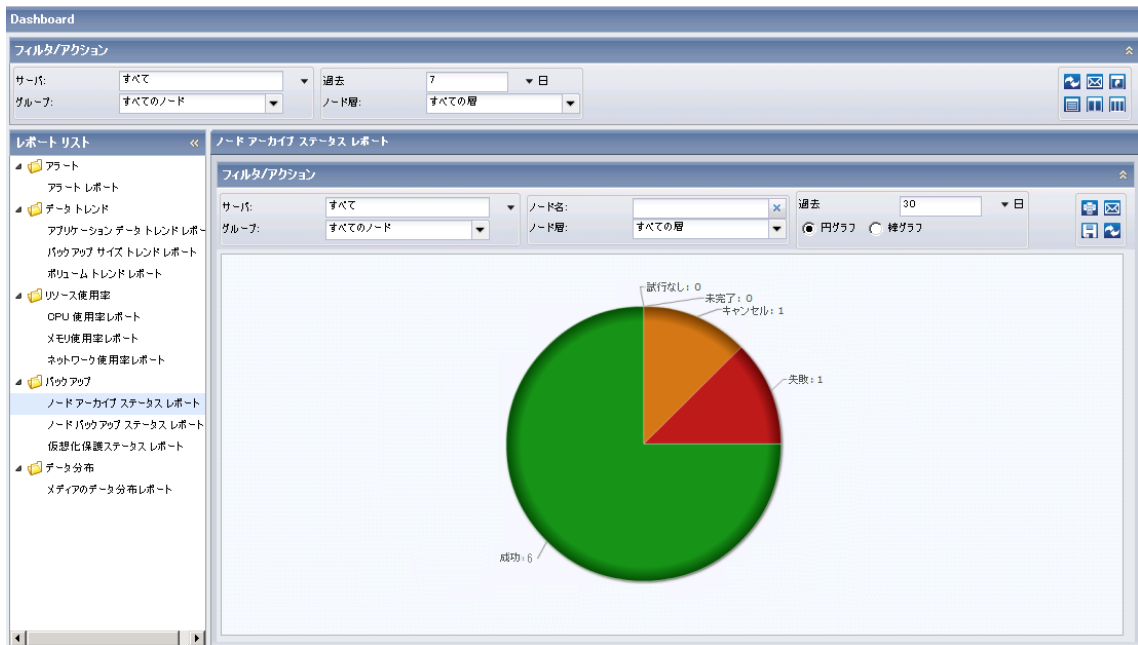 Dashboard
フィルタ/アクション
サーバ: すべて 過去 7 日
グループ: すべてのノード ノード層: すべての層
レポート リスト
アラート
アラート レポート
データ トレンド
アプリケーション データ トレンド レポー
バックアップ サイズ トレンド レポート
ボリューム トレンド レポート
リソース使用率
CPU 使用率レポート
メモリ使用率レポート
ネットワーク使用率レポート
バックアップ
ノード アーカイブ ステータス レポート
ノード バックアップ ステータス レポート
仮想化保護ステータス レポート
データ分布
メディアのデータ分布レポート
ノード アーカイブ ステータス レポート
フィルタ/アクション
サーバ: すべて ノード名: 過去 30 日
グループ: すべてのノード ノード層: すべての層 円グラフ 棒グラフ
試行なし: 0
未完了: 0
キャンセル: 1
失敗: 1
成功: 6